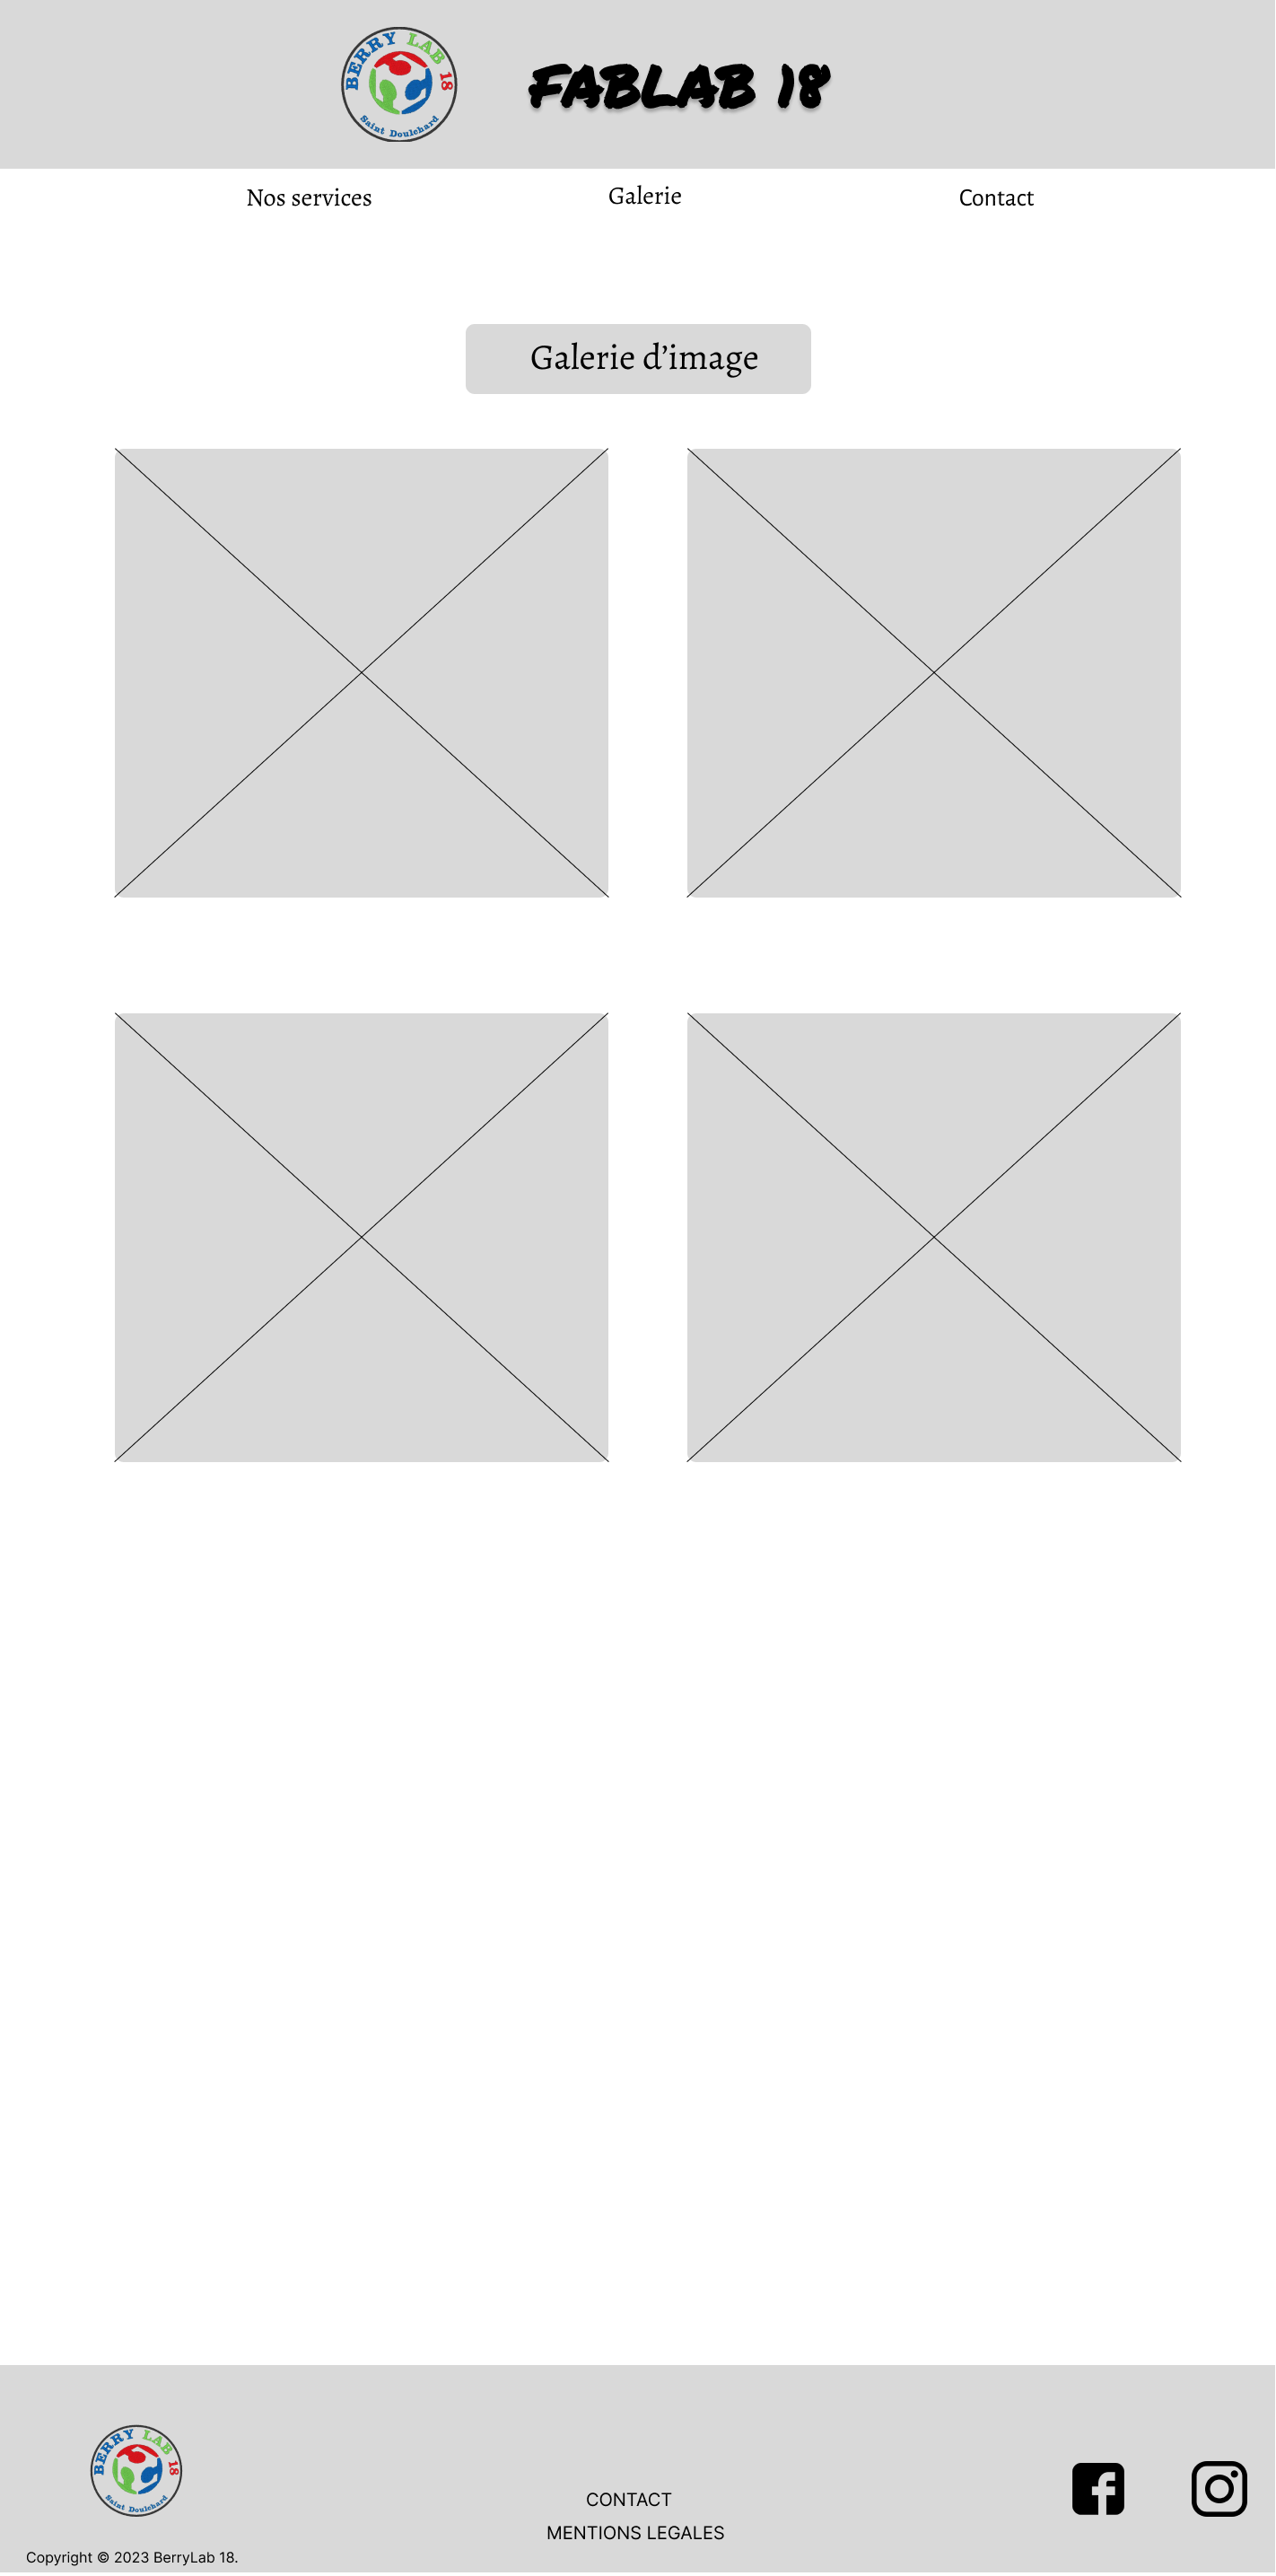 BERRY LAB 18
Saint Doulchard
FABLAB 18
Nos services
Galerie
Contact
Galerie d’image
BERRY LAB 18
Saint Doulchard
CONTACT
MENTIONS LEGALES
Copyright © 2023 BerryLab 18.